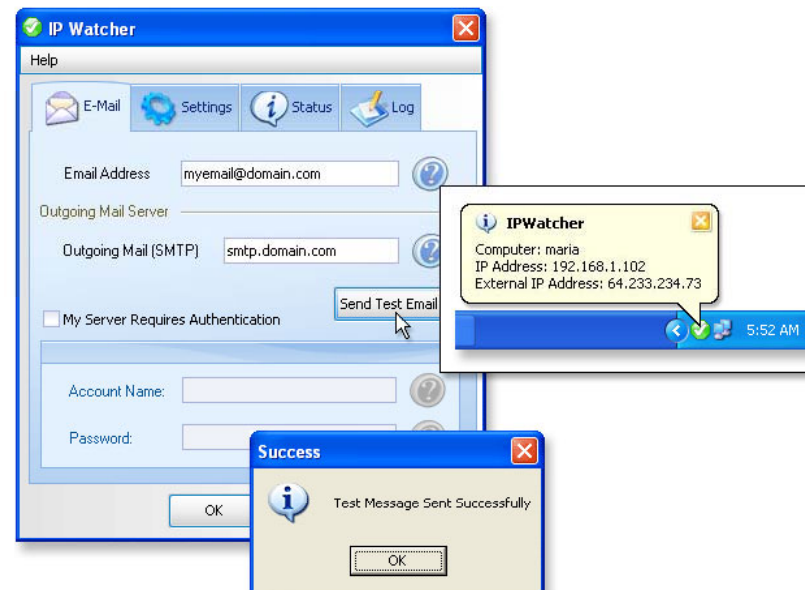 IP Watcher
Help
E-Mail
Settings
Status
Log
Email Address
myemail@domain.com
Outgoing Mail Server
Outgoing Mail (SMTP)
smtp.domain.com
Send Test Email
My Server Requires Authentication
Account Name:
Password:
OK
IPWatcher
Computer: maria
IP Address: 192.168.1.102
External IP Address: 64.233.234.73
5:52 AM
Success
Test Message Sent Successfully
OK